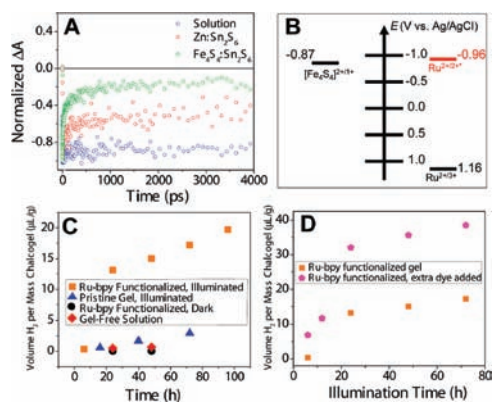 A
Solution
Zn:Sn₂S₆
Fe₄S₄:Sn₂S₆
Normalized ΔA
0.0
-0.4
-0.8
0 1000 2000 3000 4000
Time (ps)
B
E (V vs. Ag/AgCl)
-0.87
[Fe₄S₄]²⁺/¹⁺
-1.0
-0.5
0.0
0.5
1.0
-0.96
Ru²⁺/³⁺*
1.16
Ru²⁺/³⁺
C
Volume H₂ per Mass Chalcogel (µL/g)
20
15
10
5
0
Ru-bpy Functionalized, Illuminated
Pristine Gel, Illuminated
Ru-bpy Functionalized, Dark
Gel-Free Solution
0 20 40 60 80 100
Time (h)
D
Volume H₂ per Mass Chalcogel (µL/g)
40
30
20
10
0
Ru-bpy functionalized gel
Ru-bpy functionalized, extra dye added
0 20 40 60 80
Illumination Time (h)